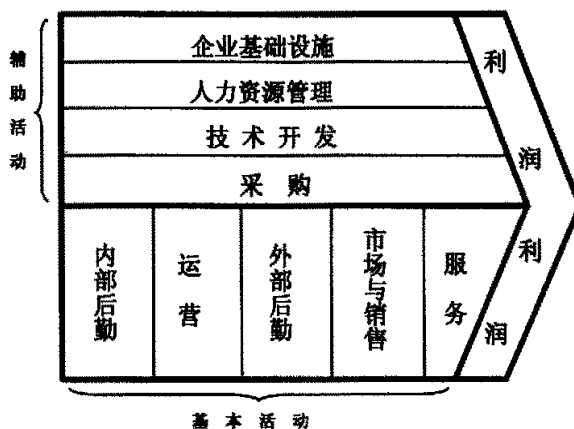 辅助活动
企业基础设施
人力资源管理
技术开发
采购
利润
内部后勤
运营
外部后勤
市场与销售
服务
利润
基本活动